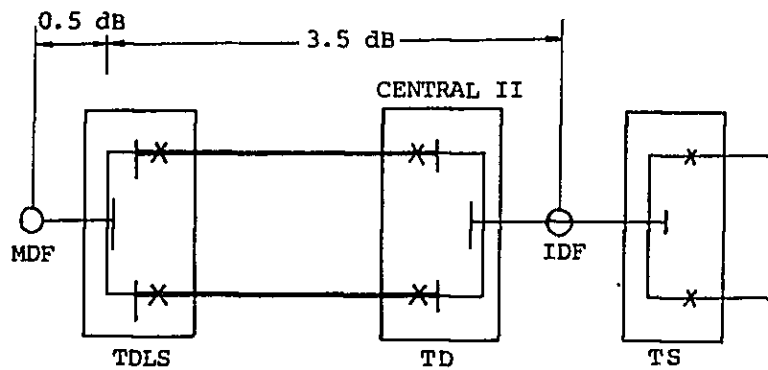 0.5 dB
3.5 dB
CENTRAL II
MDF
IDF
TDLS
TD
TS